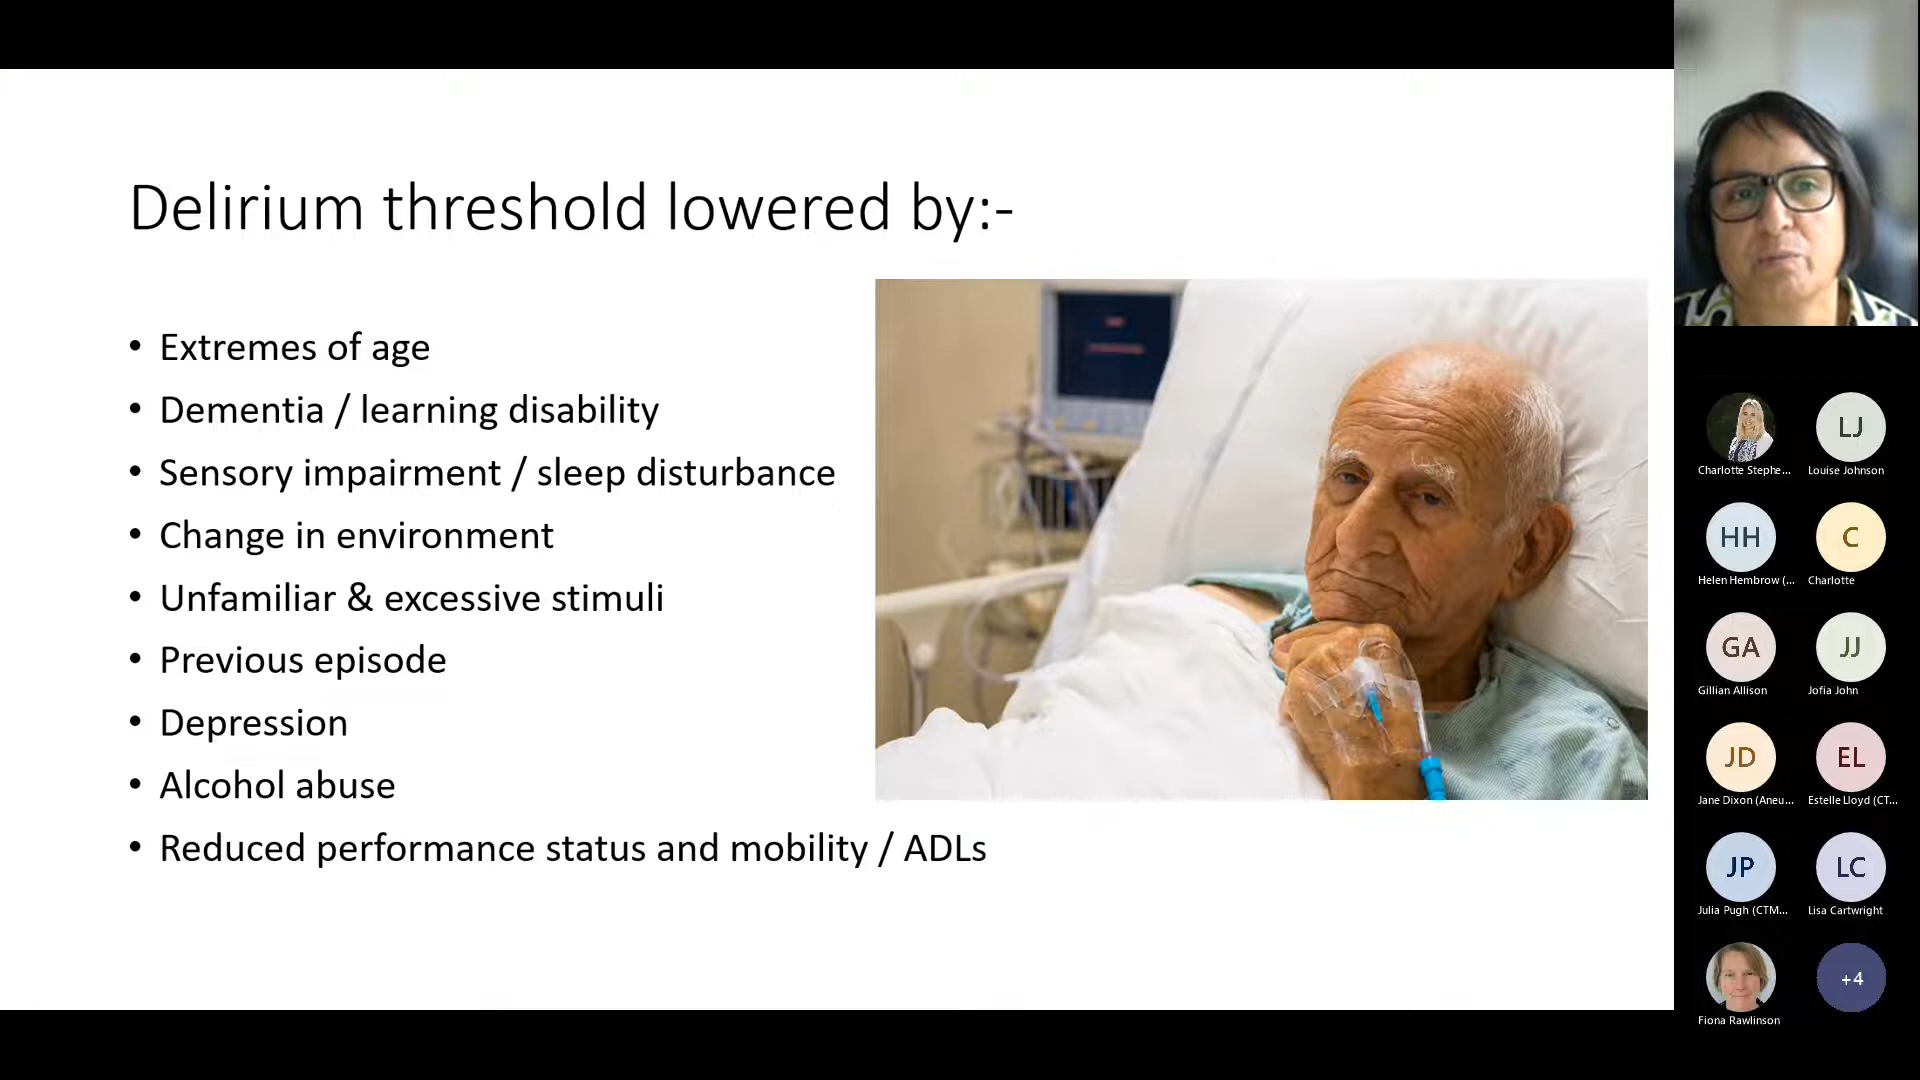 Delirium threshold lowered by:-
• Extremes of age
• Dementia / learning disability
• Sensory impairment / sleep disturbance
• Change in environment
• Unfamiliar & excessive stimuli
• Previous episode
• Depression
• Alcohol abuse
• Reduced performance status and mobility / ADLs
Charlotte Stephe...
LJ
Louise Johnson
HH
Helen Hembrow (...
C
Charlotte
GA
Gillian Allison
JJ
Jofia John
JD
Jane Dixon (Aneu...
EL
Estelle Lloyd (CT...
JP
Julia Pugh (CTM...
LC
Lisa Cartwright
Fiona Rawlinson
+4